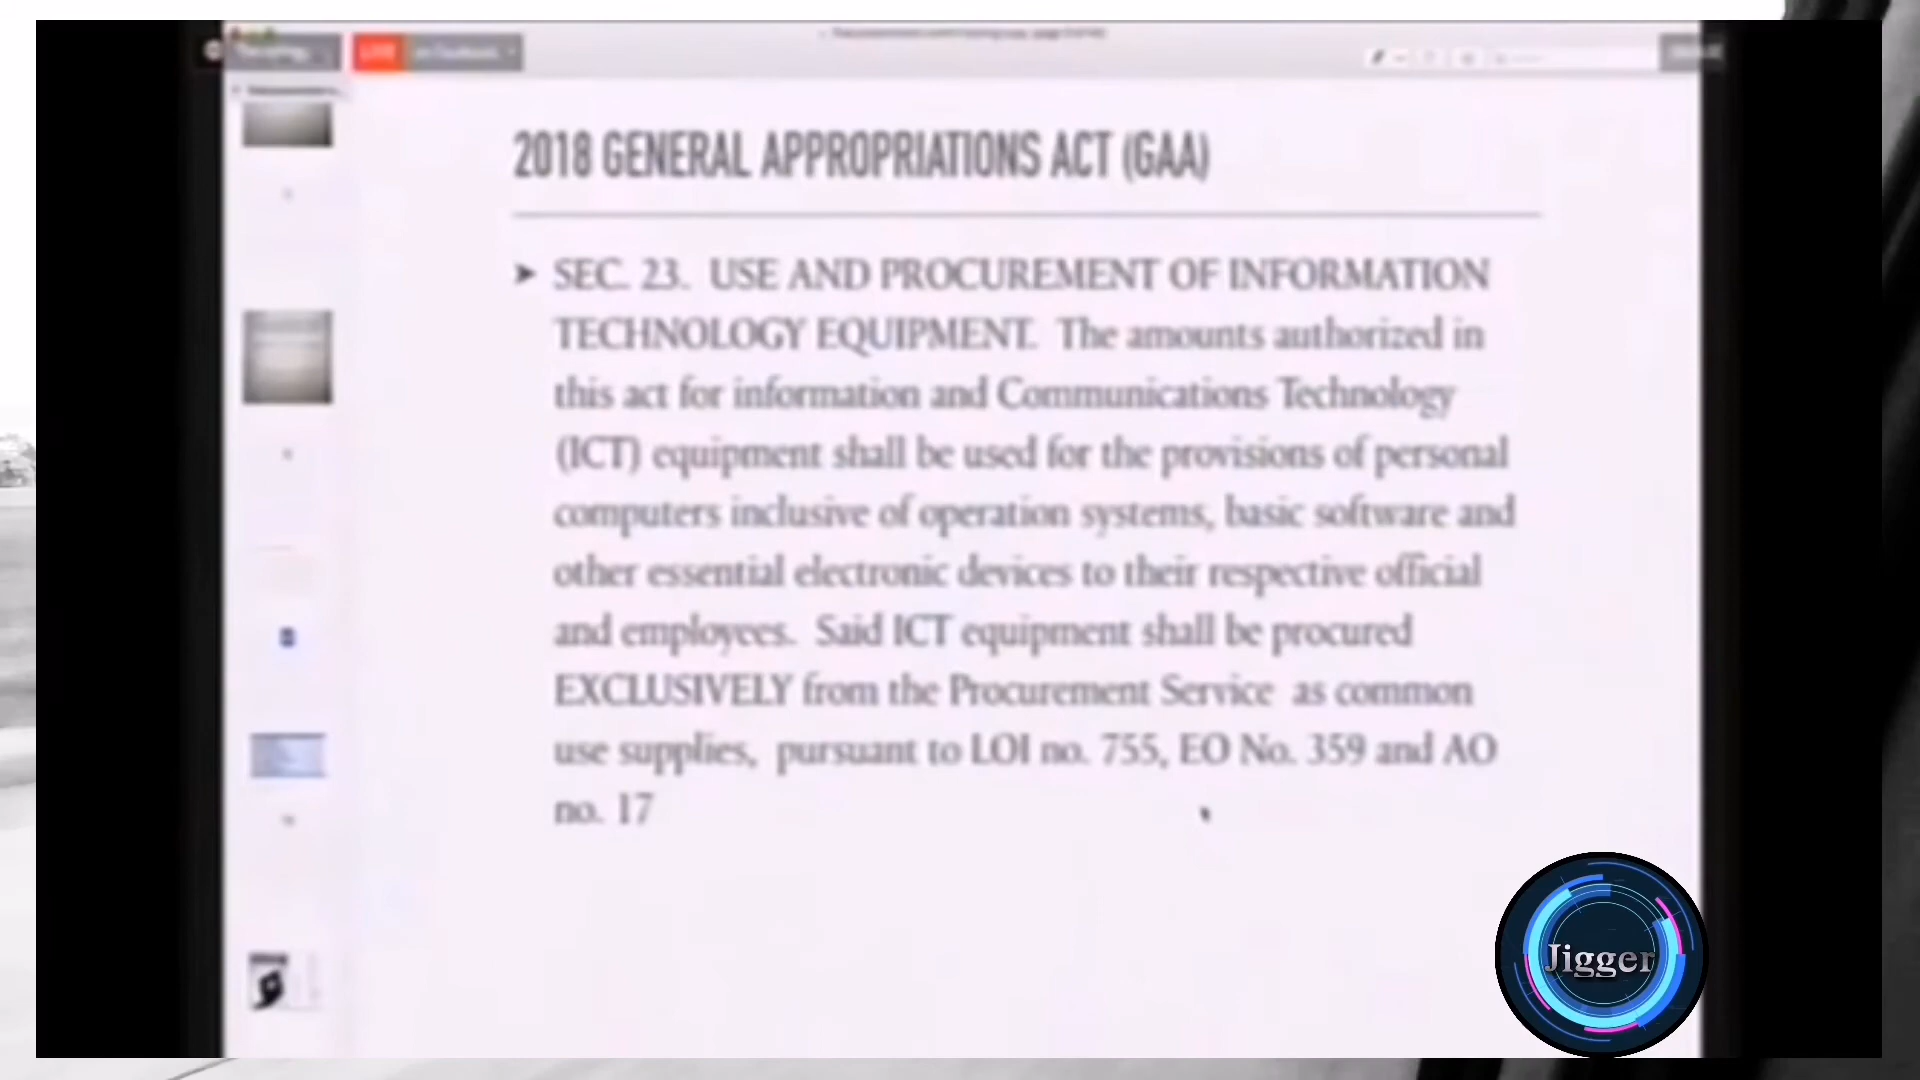 LIVE
2018 GENERAL APPROPRIATIONS ACT (GAA)
➤ SEC. 23. USE AND PROCUREMENT OF INFORMATION
TECHNOLOGY EQUIPMENT. The amounts authorized in
this act for information and Communications Technology
(ICT) equipment shall be used for the provisions of personal
computers inclusive of operation systems, basic software and
other essential electronic devices to their respective official
and employees. Said ICT equipment shall be procured
EXCLUSIVELY from the Procurement Service as common
use supplies, pursuant to LOI no. 755, EO No. 359 and AO
no. 17
Jigger